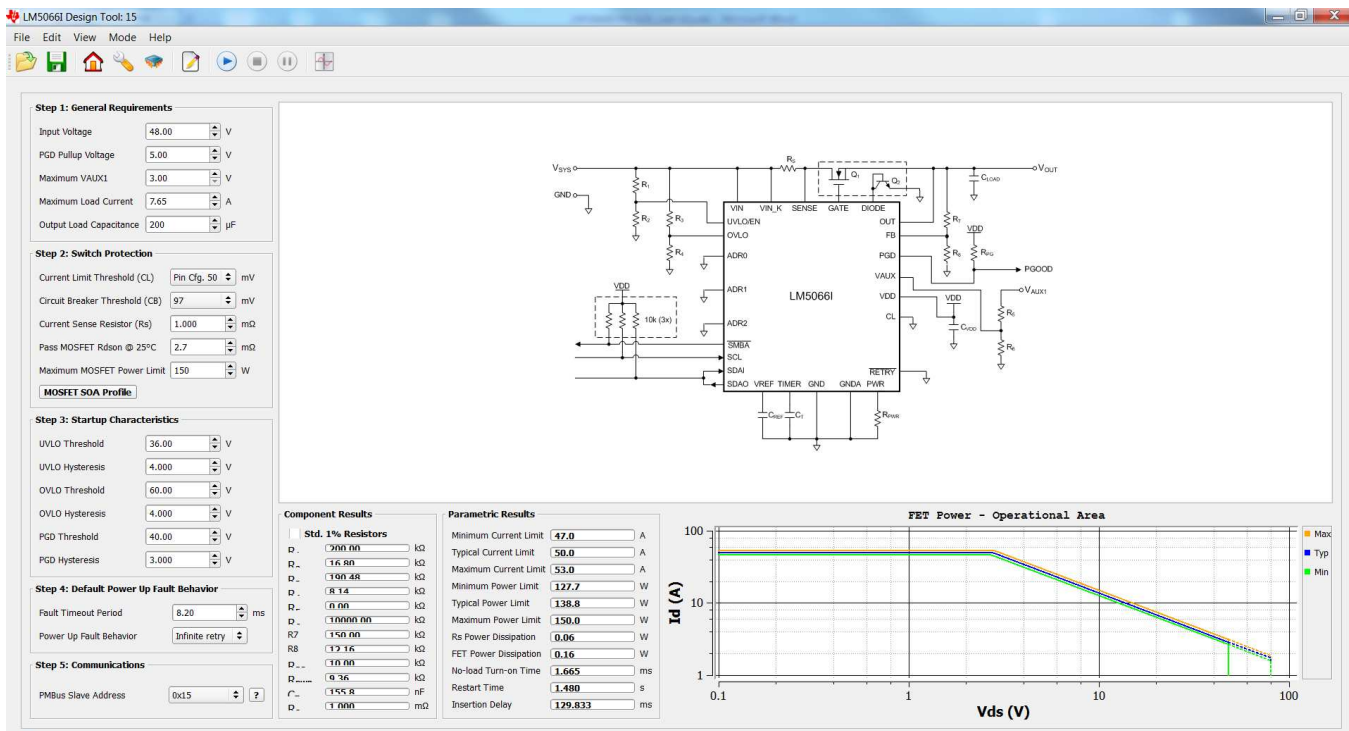 LM5066I Design Tool: 15
File Edit View Mode Help
Step 1: General Requirements
Input Voltage 48.00 V
PGD Pullup Voltage 5.00 V
Maximum VAUX1 3.00 V
Maximum Load Current 7.65 A
Output Load Capacitance 200 µF
Step 2: Switch Protection
Current Limit Threshold (CL) Pin Cfg. 50 mV
Circuit Breaker Threshold (CB) 97 mV
Current Sense Resistor (Rs) 1.000 mΩ
Pass MOSFET Rdson @ 25ºC 2.7 mΩ
Maximum MOSFET Power Limit 150 W
MOSFET SOA Profile
Step 3: Startup Characteristics
UVLO Threshold 36.00 V
UVLO Hysteresis 4.000 V
OVLO Threshold 60.00 V
OVLO Hysteresis 4.000 V
PGD Threshold 40.00 V
PGD Hysteresis 3.000 V
Step 4: Default Power Up Fault Behavior
Fault Timeout Period 8.20 ms
Power Up Fault Behavior Infinite retry
Step 5: Communications
PMBus Slave Address 0x15 ?
VSYS RS Q1 Q2 CLOAD VOUT
GND R1
VIN VIN_K SENSE GATE DIODE
R2 R3 UVLO/EN OUT R7 VDD
OVLO FB
R4 ADR0 PGD R8 RPG
PGOOD
VAUX VAUX1
VDD ADR1 LM5066I VDD VDD
10k (3x) ADR2 CL CVDD R5
SMBA R6
SCL
SDAI RETRY
SDAO VREF TIMER GND GNDA PWR
CREF CT RPWR
Component Results
Std. 1% Resistors
200.00 kΩ
16.80 kΩ
190.48 kΩ
8.14 kΩ
0.00 kΩ
10000.00 kΩ
R7 150.00 kΩ
R8 12.16 kΩ
10.00 kΩ
9.36 kΩ
155.8 nF
1.000 mΩ
Parametric Results
Minimum Current Limit 47.0 A
Typical Current Limit 50.0 A
Maximum Current Limit 53.0 A
Minimum Power Limit 127.7 W
Typical Power Limit 138.8 W
Maximum Power Limit 150.0 W
Rs Power Dissipation 0.06 W
FET Power Dissipation 0.16 W
No-load Turn-on Time 1.665 ms
Restart Time 1.480 s
Insertion Delay 129.833 ms
FET Power - Operational Area
Max
Typ
Min
Id (A)
100
10
1
0.1 1 10 100
Vds (V)